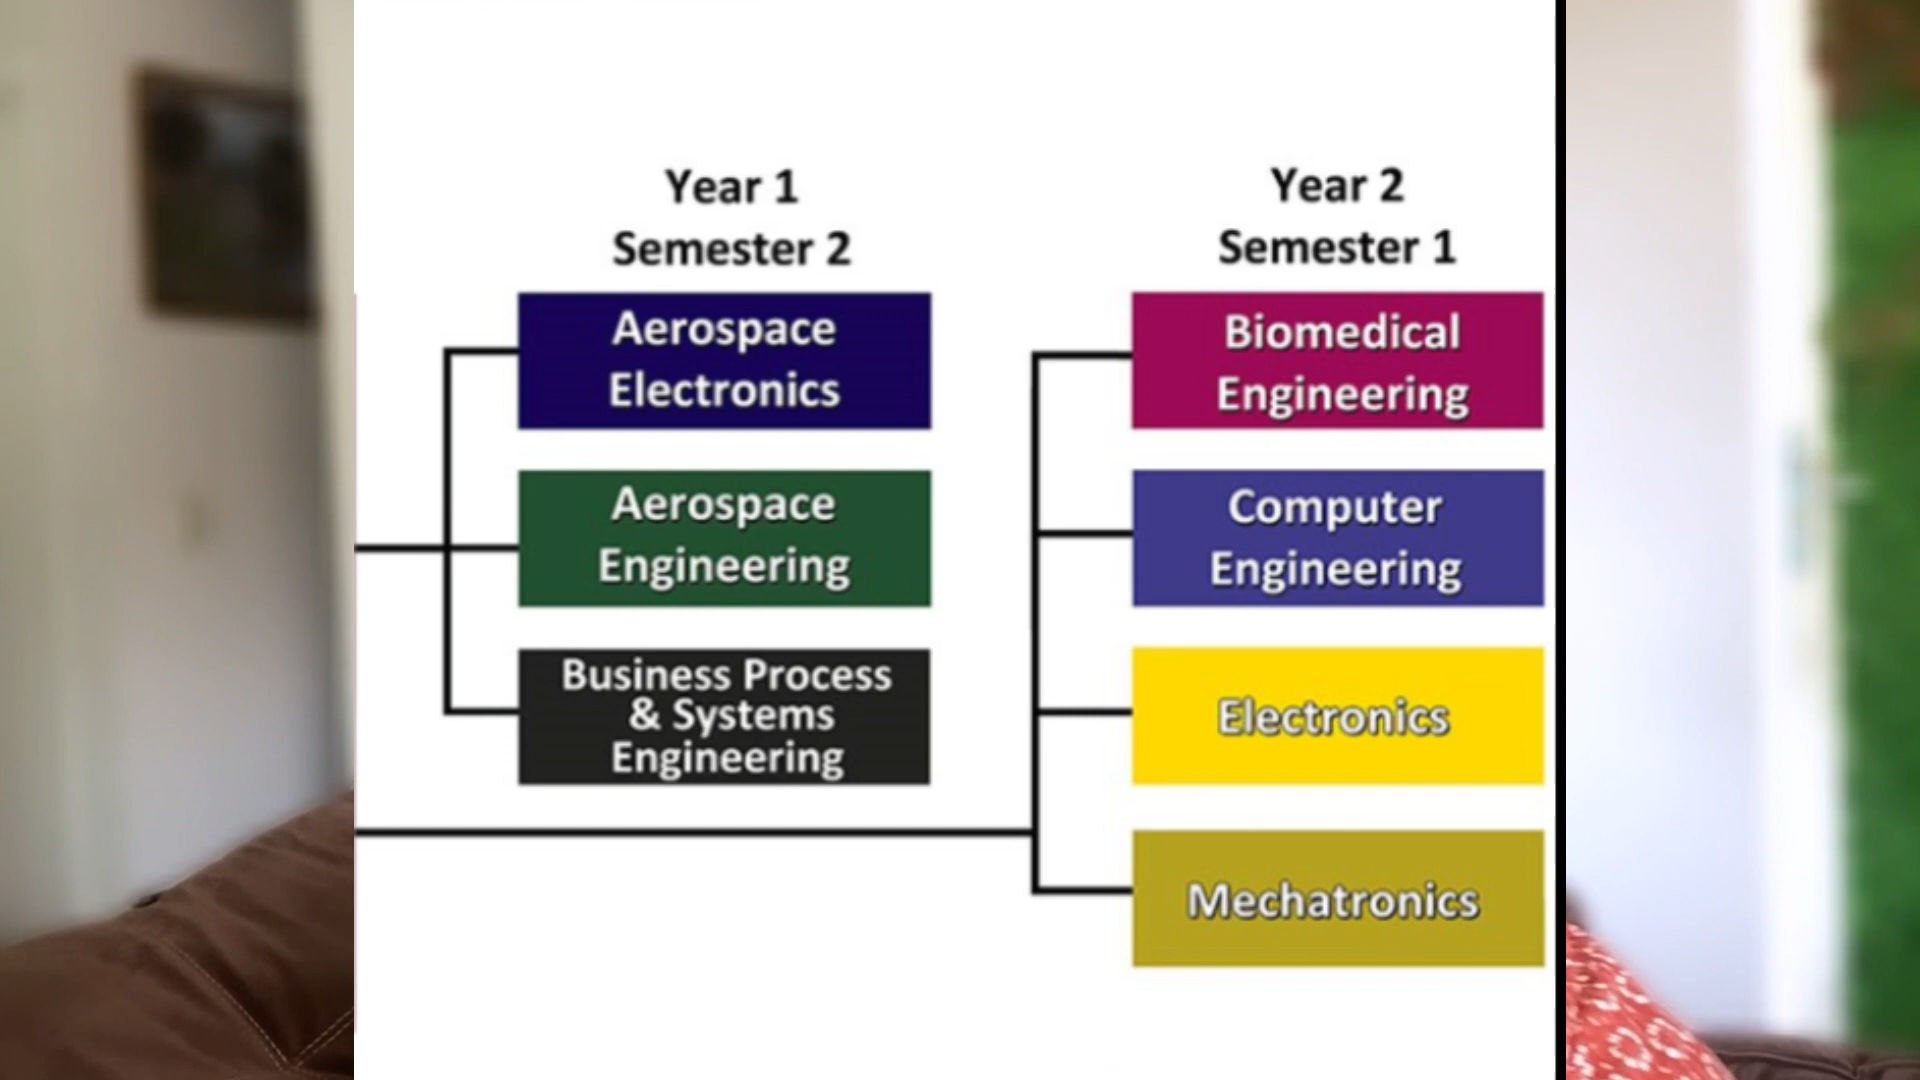 Year 1
Semester 2
Aerospace
Electronics
Aerospace
Engineering
Business Process
& Systems
Engineering
Year 2
Semester 1
Biomedical
Engineering
Computer
Engineering
Electronics
Mechatronics